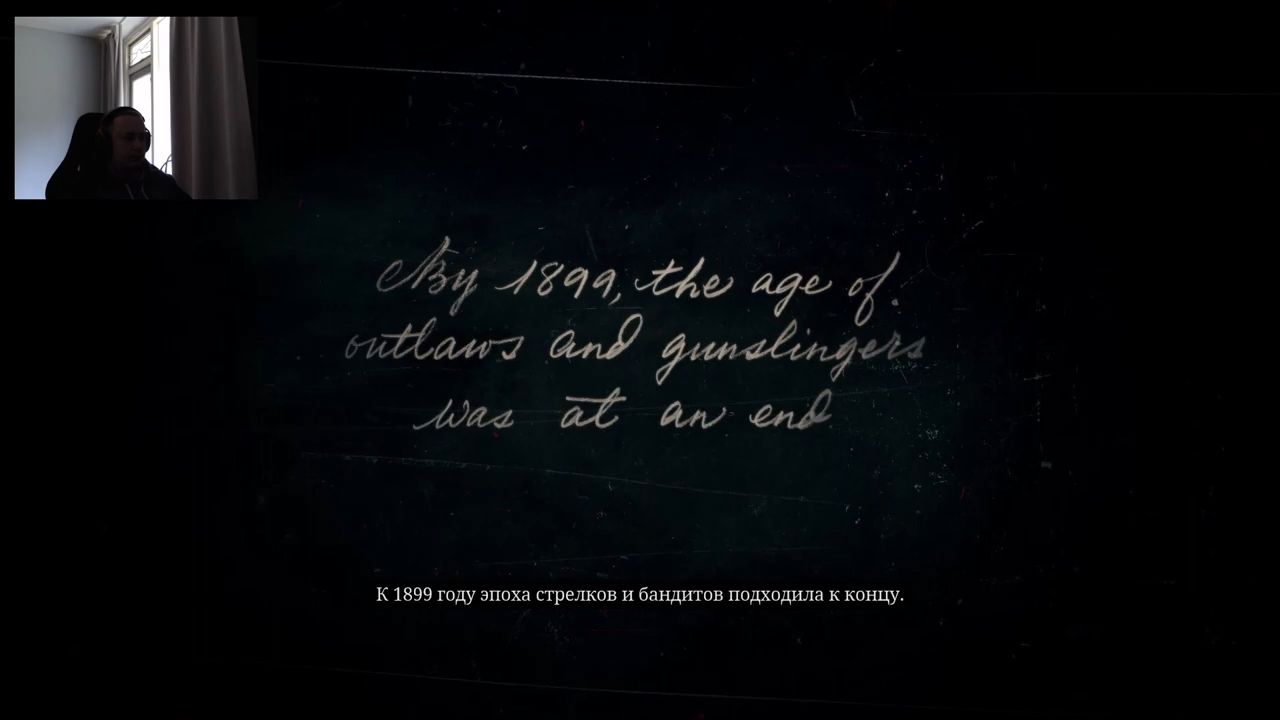 By 1899, the age of
outlaws and gunslingers
was at an end
К 1899 году эпоха стрелков и бандитов подходила к концу.